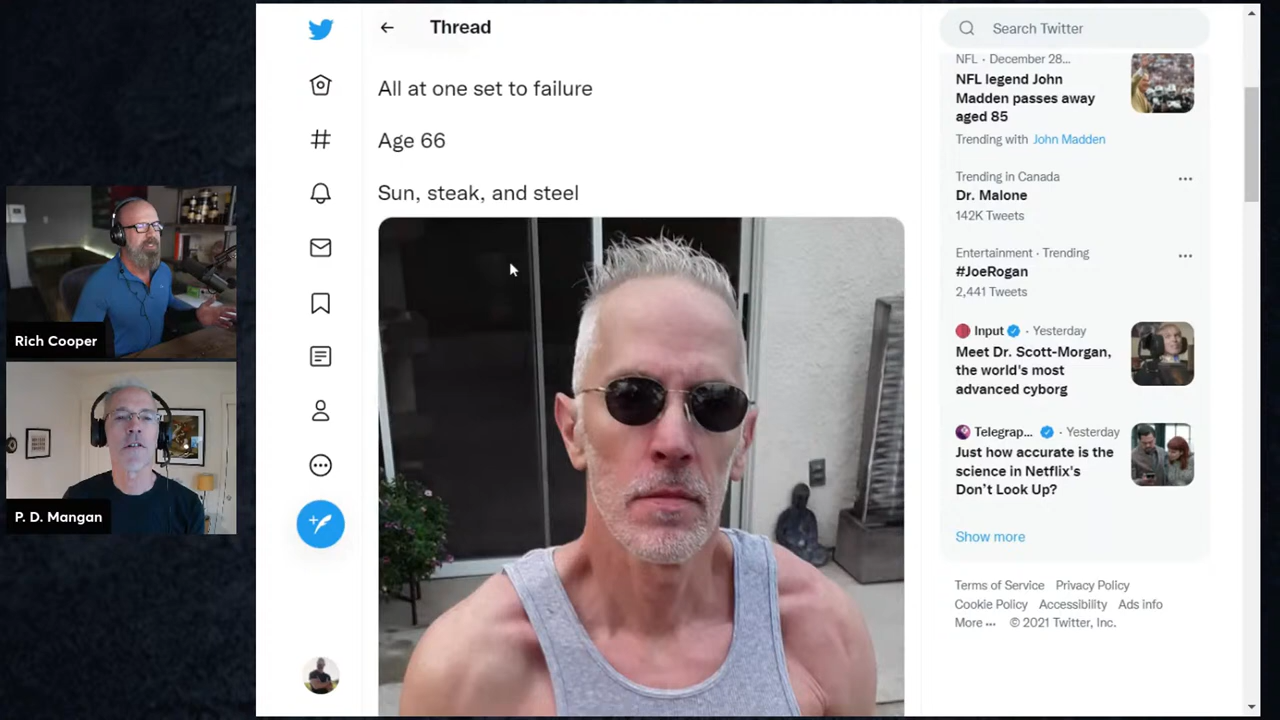 Thread
All at one set to failure
Age 66
Sun, steak, and steel
Rich Cooper
P. D. Mangan
Search Twitter
NFL · December 28...
NFL legend John
Madden passes away
aged 85
Trending with John Madden
Trending in Canada
Dr. Malone
142K Tweets
Entertainment · Trending
#JoeRogan
2,441 Tweets
Input · Yesterday
Meet Dr. Scott-Morgan,
the world's most
advanced cyborg
Telegrap... · Yesterday
Just how accurate is the
science in Netflix's
Don't Look Up?
Show more
Terms of Service Privacy Policy
Cookie Policy Accessibility Ads info
More ··· © 2021 Twitter, Inc.